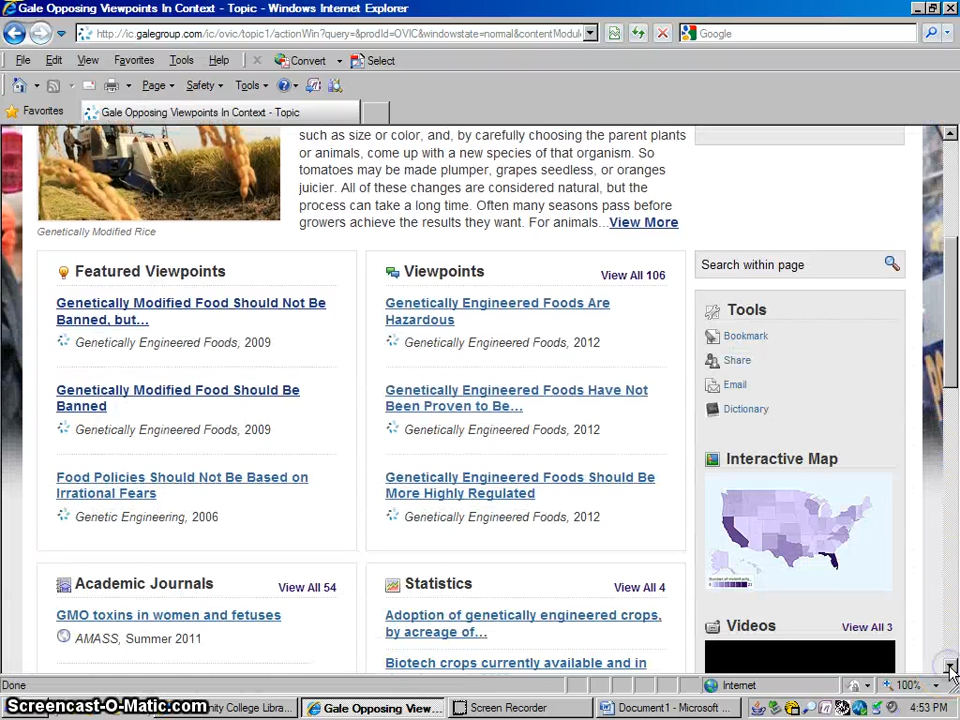 Gale Opposing Viewpoints In Context - Topic - Windows Internet Explorer
http://ic.galegroup.com/ic/ovic/topic1/actionWin?query=&prodId=OVIC&windowstate=normal&contentModul
Google
File Edit View Favorites Tools Help Convert Select
Page Safety Tools
Favorites Gale Opposing Viewpoints In Context - Topic
such as size or color, and, by carefully choosing the parent plants
or animals, come up with a new species of that organism. So
tomatoes may be made plumper, grapes seedless, or oranges
juicier. All of these changes are considered natural, but the
process can take a long time. Often many seasons pass before
growers achieve the results they want. For animals...View More
Genetically Modified Rice
Featured Viewpoints
Genetically Modified Food Should Not Be
Banned, but...
Genetically Engineered Foods, 2009
Genetically Modified Food Should Be
Banned
Genetically Engineered Foods, 2009
Food Policies Should Not Be Based on
Irrational Fears
Genetic Engineering, 2006
Viewpoints View All 106
Genetically Engineered Foods Are
Hazardous
Genetically Engineered Foods, 2012
Genetically Engineered Foods Have Not
Been Proven to Be...
Genetically Engineered Foods, 2012
Genetically Engineered Foods Should Be
More Highly Regulated
Genetically Engineered Foods, 2012
Search within page
Tools
Bookmark
Share
Email
Dictionary
Interactive Map
Videos View All 3
Academic Journals View All 54
GMO toxins in women and fetuses
AMASS, Summer 2011
Statistics View All 4
Adoption of genetically engineered crops,
by acreage of...
Biotech crops currently available and in
Done Internet 100%
Screencast-O-Matic.com
unity College Libra... Gale Opposing View... Screen Recorder Document1 - Microsoft ... 4:53 PM